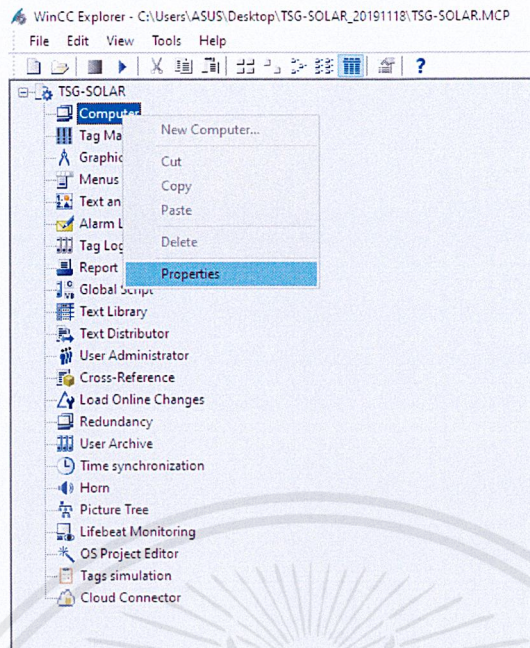 WinCC Explorer - C:\Users\ASUS\Desktop\TSG-SOLAR_20191118\TSG-SOLAR.MCP
File Edit View Tools Help
TSG-SOLAR
Computer
New Computer...
Tag Ma
Cut
Graphic
Copy
Menus
Paste
Text an
Alarm L
Delete
Tag Log
Properties
Report
Global Script
Text Library
Text Distributor
User Administrator
Cross-Reference
Load Online Changes
Redundancy
User Archive
Time synchronization
Horn
Picture Tree
Lifebeat Monitoring
OS Project Editor
Tags simulation
Cloud Connector